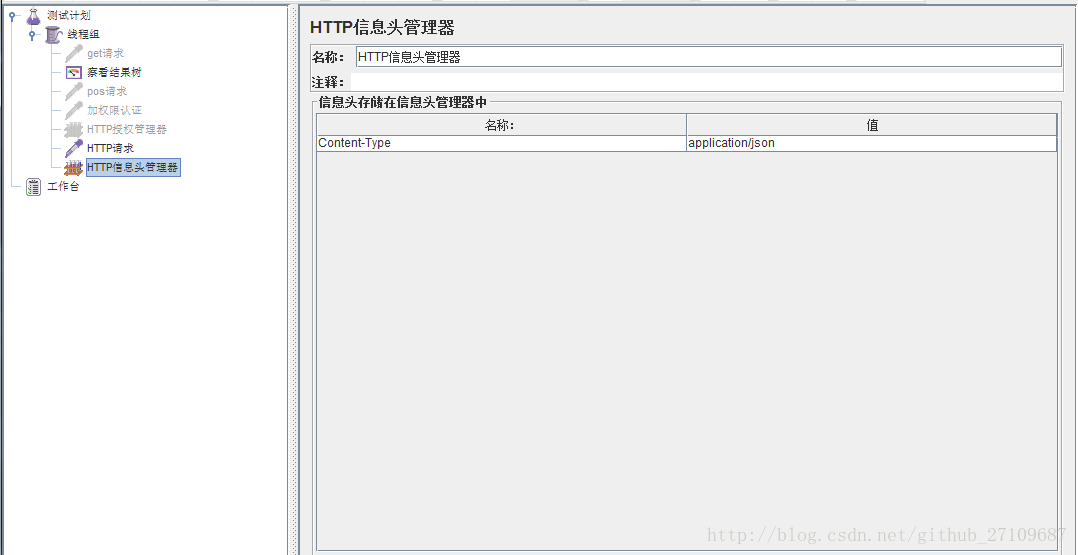 测试计划
线程组
get请求
察看结果树
pos请求
加权限认证
HTTP授权管理器
HTTP请求
HTTP信息头管理器
工作台
HTTP信息头管理器
名称： HTTP信息头管理器
注释：
信息头存储在信息头管理器中
名称： 值
Content-Type application/json
http://blog.csdn.net/github_27109687